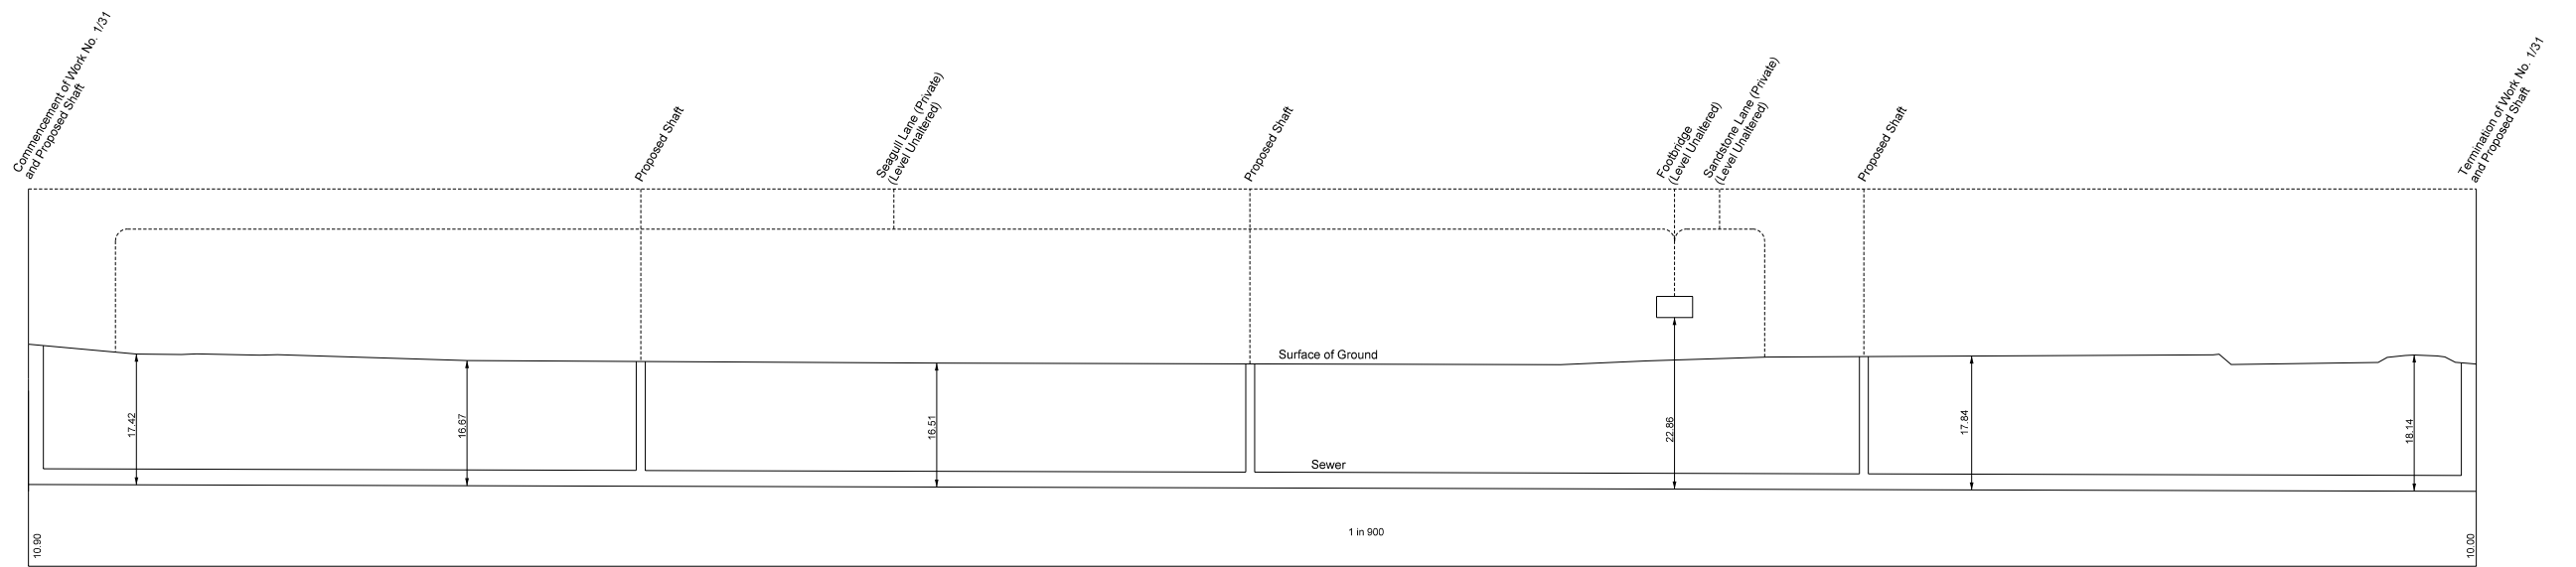 Commencement of Work No. 1/31
and Proposed Shaft
Proposed Shaft
Seagull Lane (Private)
(Level Unaltered)
Proposed Shaft
Footbridge
(Level Unaltered)
Sandstone Lane (Private)
(Level Unaltered)
Proposed Shaft
Termination of Work No. 1/31
and Proposed Shaft
Surface of Ground
17.42
16.67
16.51
22.86
17.84
18.14
Sewer
10.90
1 in 900
10.00